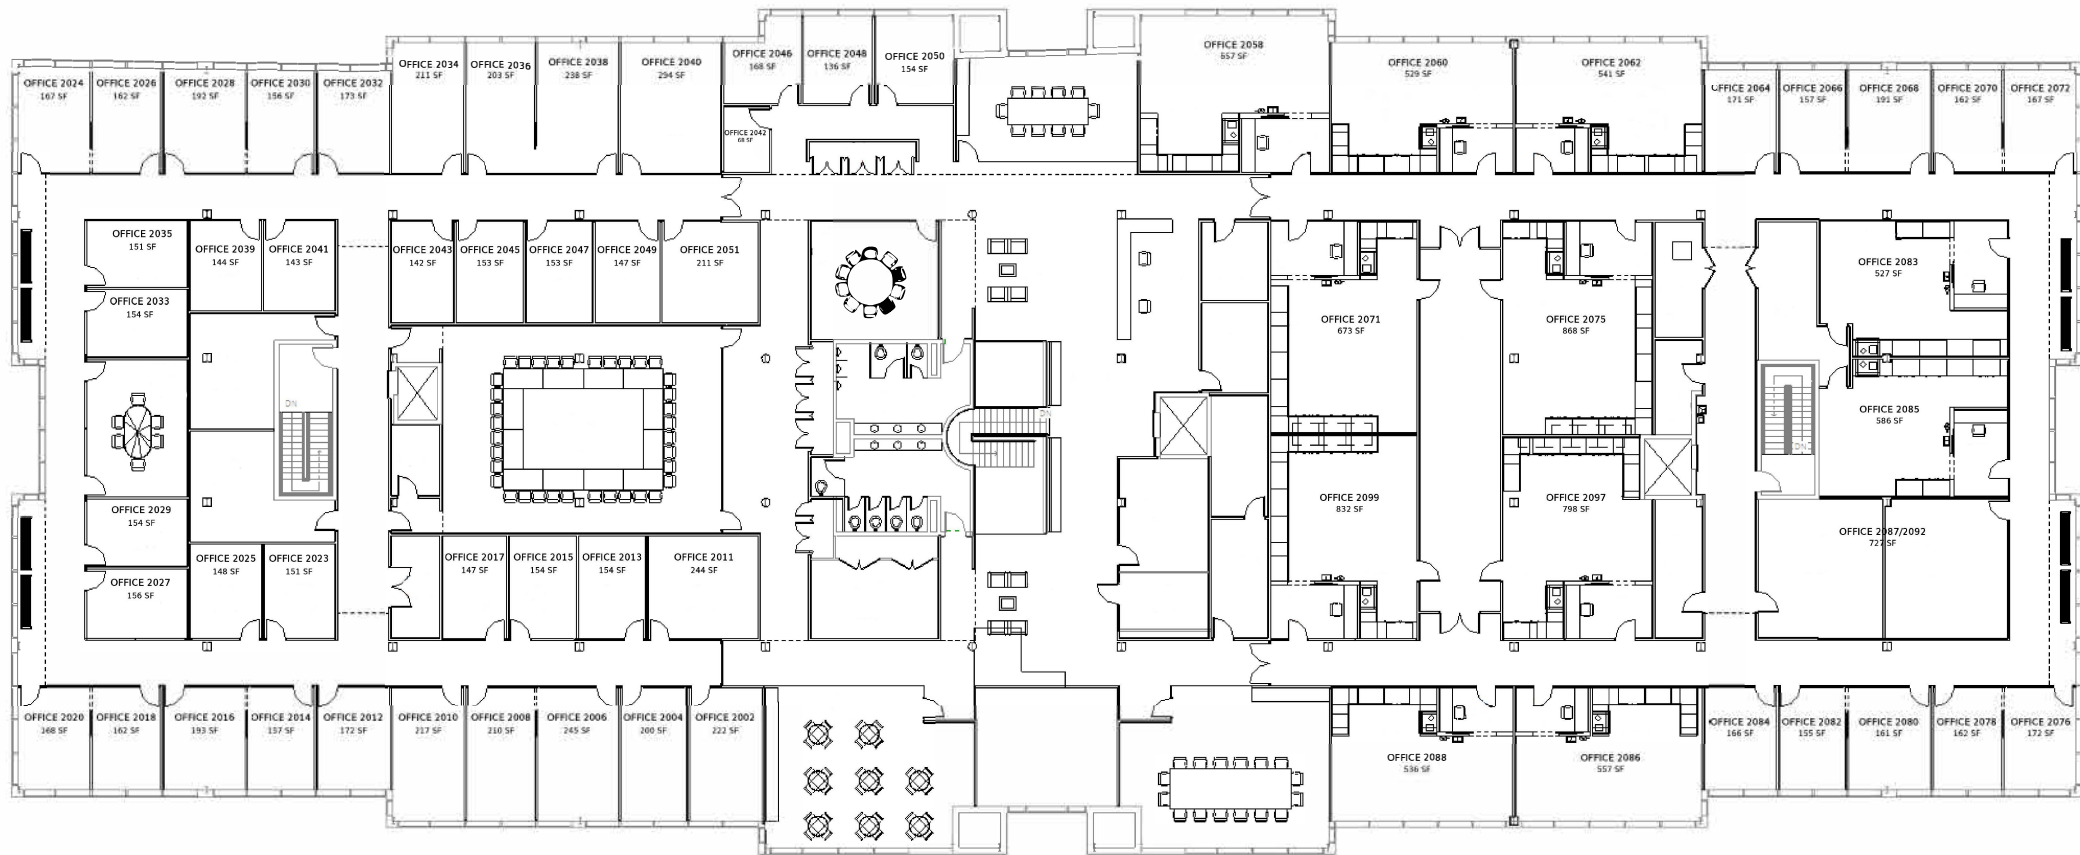 OFFICE 2024
167 SF
OFFICE 2026
162 SF
OFFICE 2028
192 SF
OFFICE 2030
156 SF
OFFICE 2032
173 SF
OFFICE 2034
211 SF
OFFICE 2036
203 SF
OFFICE 2038
238 SF
OFFICE 2040
294 SF
OFFICE 2046
168 SF
OFFICE 2048
136 SF
OFFICE 2050
154 SF
OFFICE 2042
68 SF
OFFICE 2058
657 SF
OFFICE 2060
529 SF
OFFICE 2062
541 SF
OFFICE 2064
171 SF
OFFICE 2066
157 SF
OFFICE 2068
191 SF
OFFICE 2070
162 SF
OFFICE 2072
167 SF
OFFICE 2035
151 SF
OFFICE 2039
144 SF
OFFICE 2041
143 SF
OFFICE 2043
142 SF
OFFICE 2045
153 SF
OFFICE 2047
153 SF
OFFICE 2049
147 SF
OFFICE 2051
211 SF
OFFICE 2083
527 SF
OFFICE 2033
154 SF
OFFICE 2071
673 SF
OFFICE 2075
868 SF
DN
DN
OFFICE 2085
586 SF
DN
OFFICE 2029
154 SF
OFFICE 2099
832 SF
OFFICE 2097
798 SF
OFFICE 2087/2092
727 SF
OFFICE 2025
148 SF
OFFICE 2023
151 SF
OFFICE 2017
147 SF
OFFICE 2015
154 SF
OFFICE 2013
154 SF
OFFICE 2011
244 SF
OFFICE 2027
156 SF
OFFICE 2020
168 SF
OFFICE 2018
162 SF
OFFICE 2016
193 SF
OFFICE 2014
157 SF
OFFICE 2012
172 SF
OFFICE 2010
217 SF
OFFICE 2008
210 SF
OFFICE 2006
245 SF
OFFICE 2004
200 SF
OFFICE 2002
222 SF
OFFICE 2088
536 SF
OFFICE 2086
557 SF
OFFICE 2084
166 SF
OFFICE 2082
155 SF
OFFICE 2080
161 SF
OFFICE 2078
162 SF
OFFICE 2076
172 SF